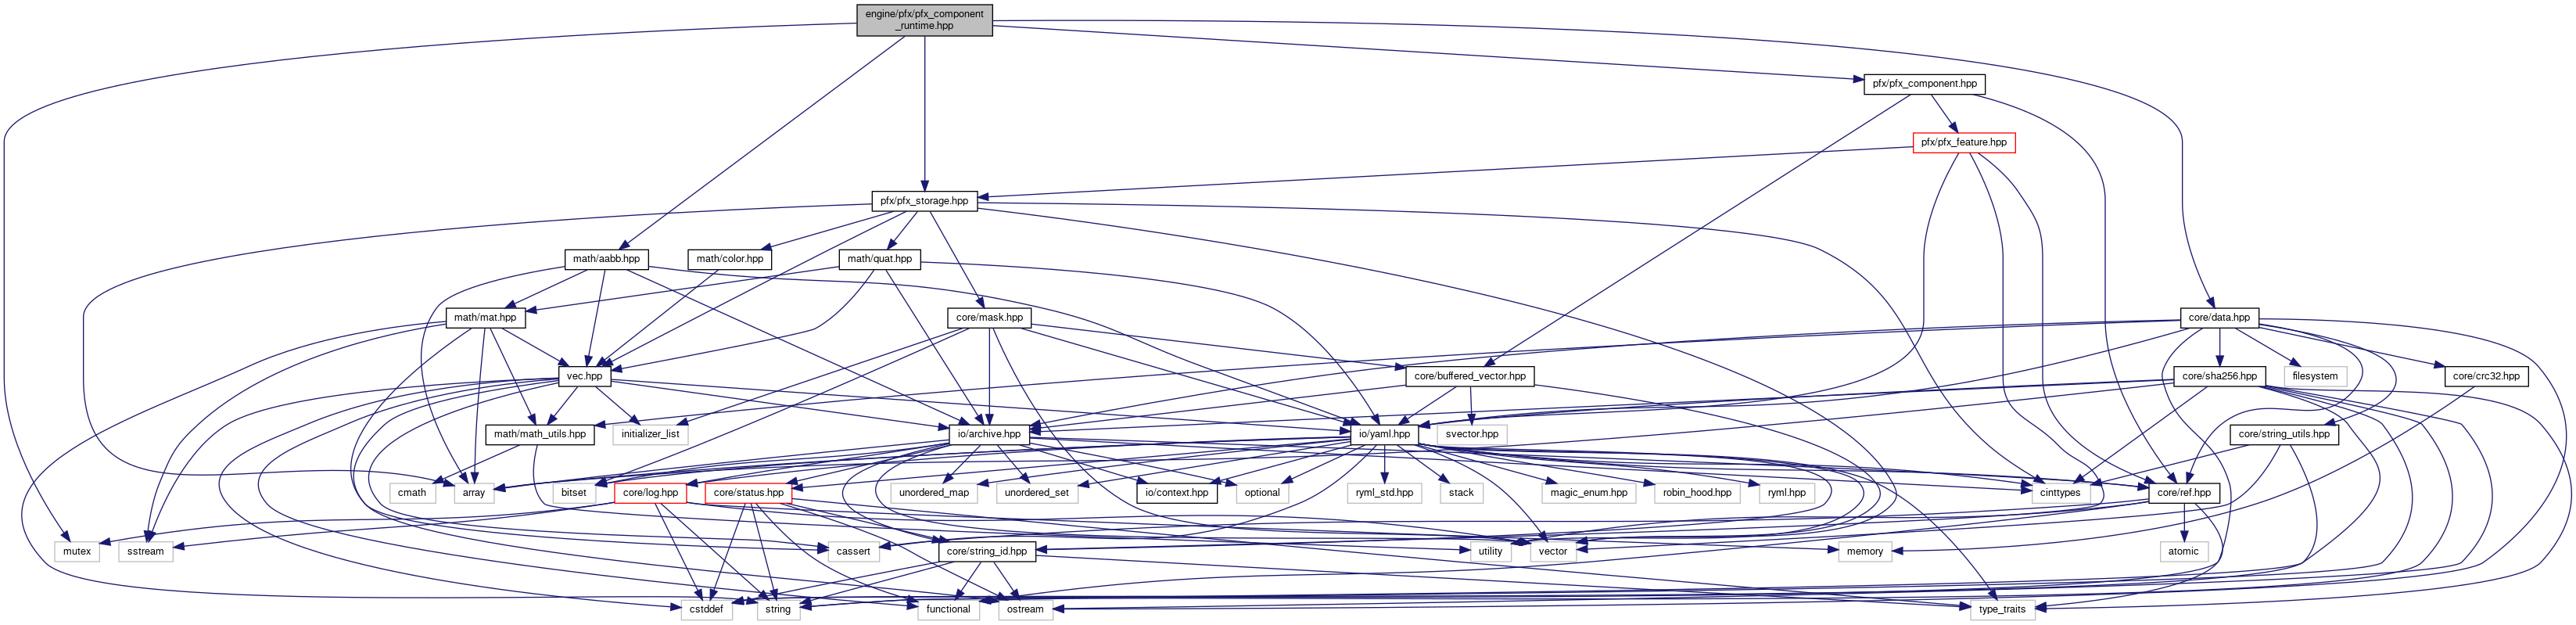 engine/pfx/pfx_component
_runtime.hpp
pfx/pfx_component.hpp
pfx/pfx_feature.hpp
pfx/pfx_storage.hpp
math/aabb.hpp
math/color.hpp
math/quat.hpp
math/mat.hpp
core/mask.hpp
core/data.hpp
vec.hpp
core/buffered_vector.hpp
core/sha256.hpp
filesystem
core/crc32.hpp
math/math_utils.hpp
initializer_list
io/archive.hpp
io/yaml.hpp
svector.hpp
core/string_utils.hpp
cmath
array
bitset
core/log.hpp
core/status.hpp
unordered_map
unordered_set
io/context.hpp
optional
ryml_std.hpp
stack
magic_enum.hpp
robin_hood.hpp
ryml.hpp
cinttypes
core/ref.hpp
mutex
sstream
cassert
core/string_id.hpp
utility
vector
memory
atomic
cstddef
string
functional
ostream
type_traits